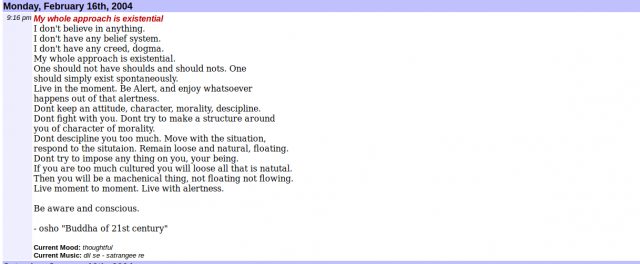 Monday, February 16th, 2004
9:16 pm My whole approach is existential
I don't believe in anything.
I don't have any belief system.
I don't have any creed, dogma.
My whole approach is existential.
One should not have shoulds and should nots. One
should simply exist spontaneously.
Live in the moment. Be Alert, and enjoy whatsoever
happens out of that alertness.
Dont keep an attitude, character, morality, descipline.
Dont fight with you. Dont try to make a structure around
you of character of morality.
Dont descipline you too much. Move with the situation,
respond to the situtaion. Remain loose and natural, floating.
Dont try to impose any thing on you, your being.
If you are too much cultured you will loose all that is natutal.
Then you will be a machenical thing, not floating not flowing.
Live moment to moment. Live with alertness.
Be aware and conscious.
- osho "Buddha of 21st century"
Current Mood: thoughtful
Current Music: dil se - satrangee re